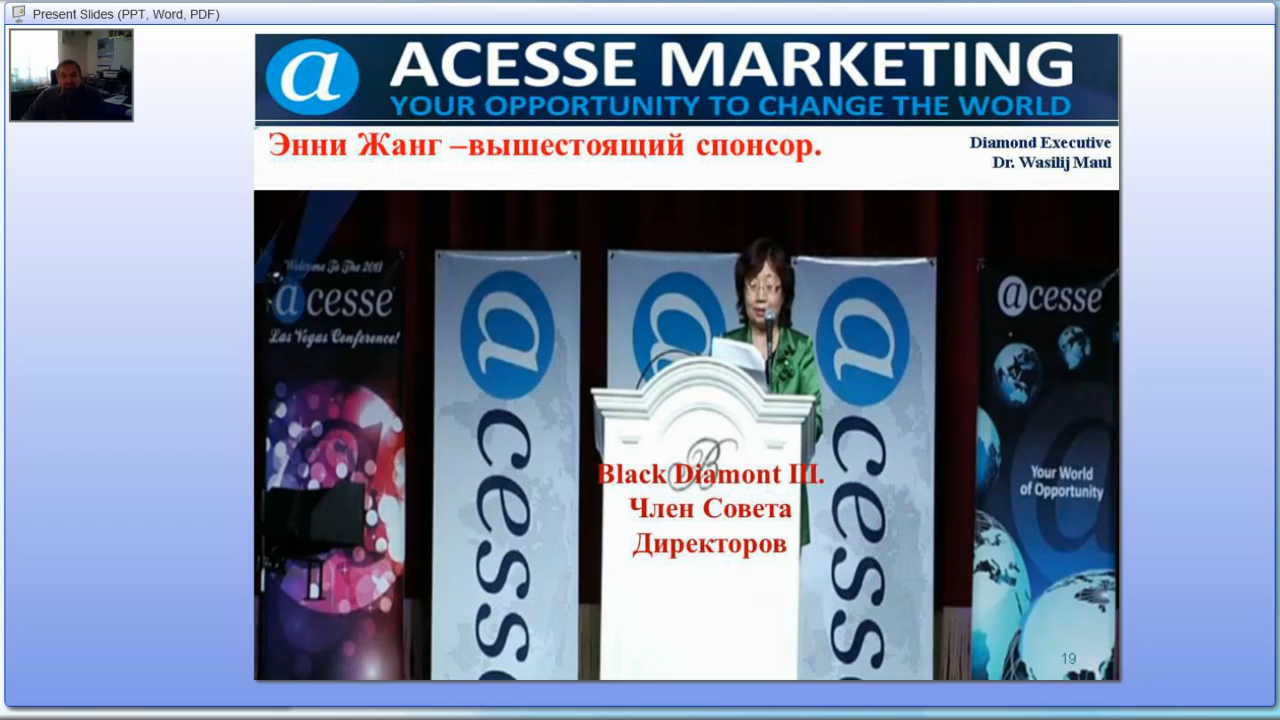 Present Slides (PPT, Word, PDF)
a ACESSE MARKETING
YOUR OPPORTUNITY TO CHANGE THE WORLD
Энни Жанг –вышестоящий спонсор.
Diamond Executive
Dr. Wasilij Maul
Welcome To The 2013
acesse
Las Vegas Conference!
acesse
a
acesse
acesse
Your World
of Opportunity
B
Black Diamont III.
Член Совета
Директоров
19